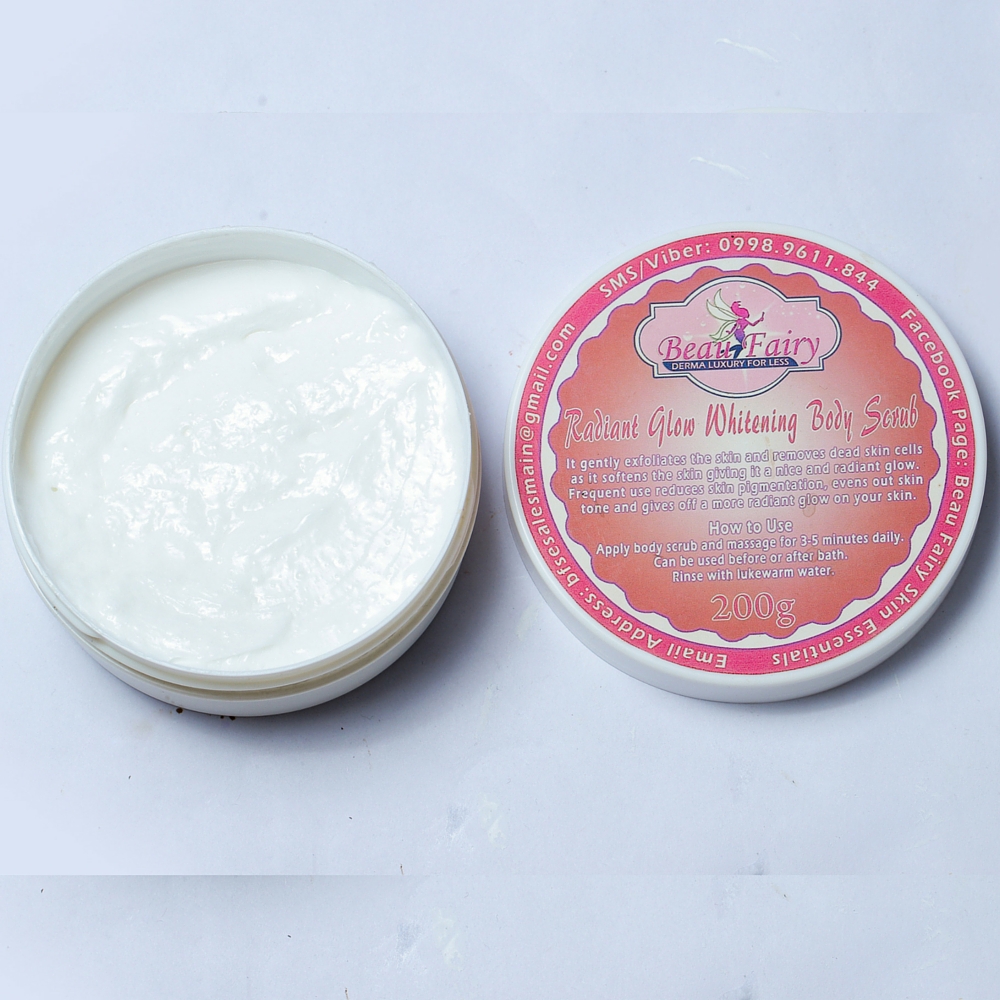 SMS/Viber: 0998.9611.844
Facebook Page: Beau Fairy Skin Essentials
Email Address: bfsesalesmain@gmail.com
Beau Fairy
DERMA LUXURY FOR LESS
Radiant Glow Whitening Body Scrub
It gently exfoliates the skin and removes dead skin cells
as it softens the skin giving it a nice and radiant glow.
Frequent use reduces skin pigmentation, evens out skin
tone and gives off a more radiant glow on your skin.
How to Use
Apply body scrub and massage for 3-5 minutes daily.
Can be used before or after bath.
Rinse with lukewarm water.
200g